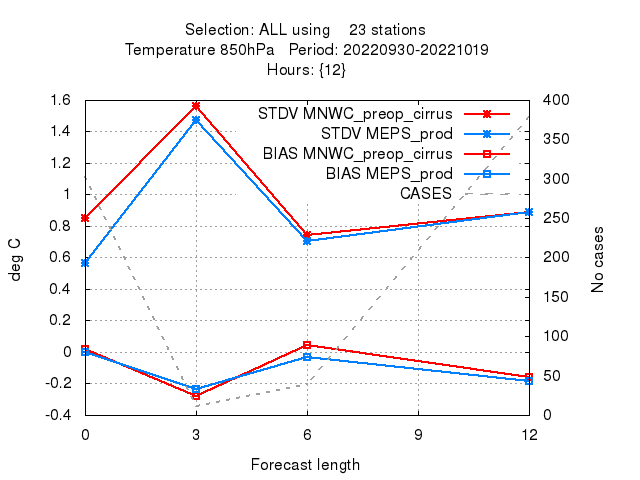 Selection: ALL using    23 stations
Temperature 850hPa   Period: 20220930-20221019
Hours: {12}
1.6
1.4
1.2
1
0.8
0.6
0.4
0.2
0
-0.2
-0.4
deg C
STDV MNWC_preop_cirrus
STDV MEPS_prod
BIAS MNWC_preop_cirrus
BIAS MEPS_prod
CASES
400
350
300
250
200
150
100
50
0
No cases
0 3 6 9 12
Forecast length